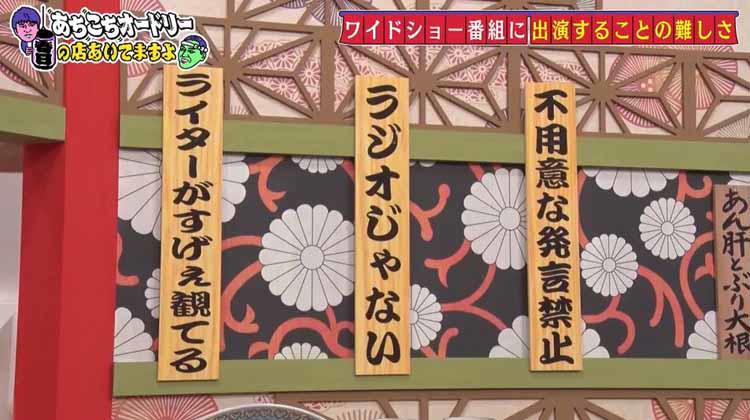 あぢこちオードリー
春日の店あいてますよ
ワイドショー番組に出演することの難しさ
不用意な発言禁止
ラジオじゃない
ライターがすげぇ観てる
あん肝とぶり大根